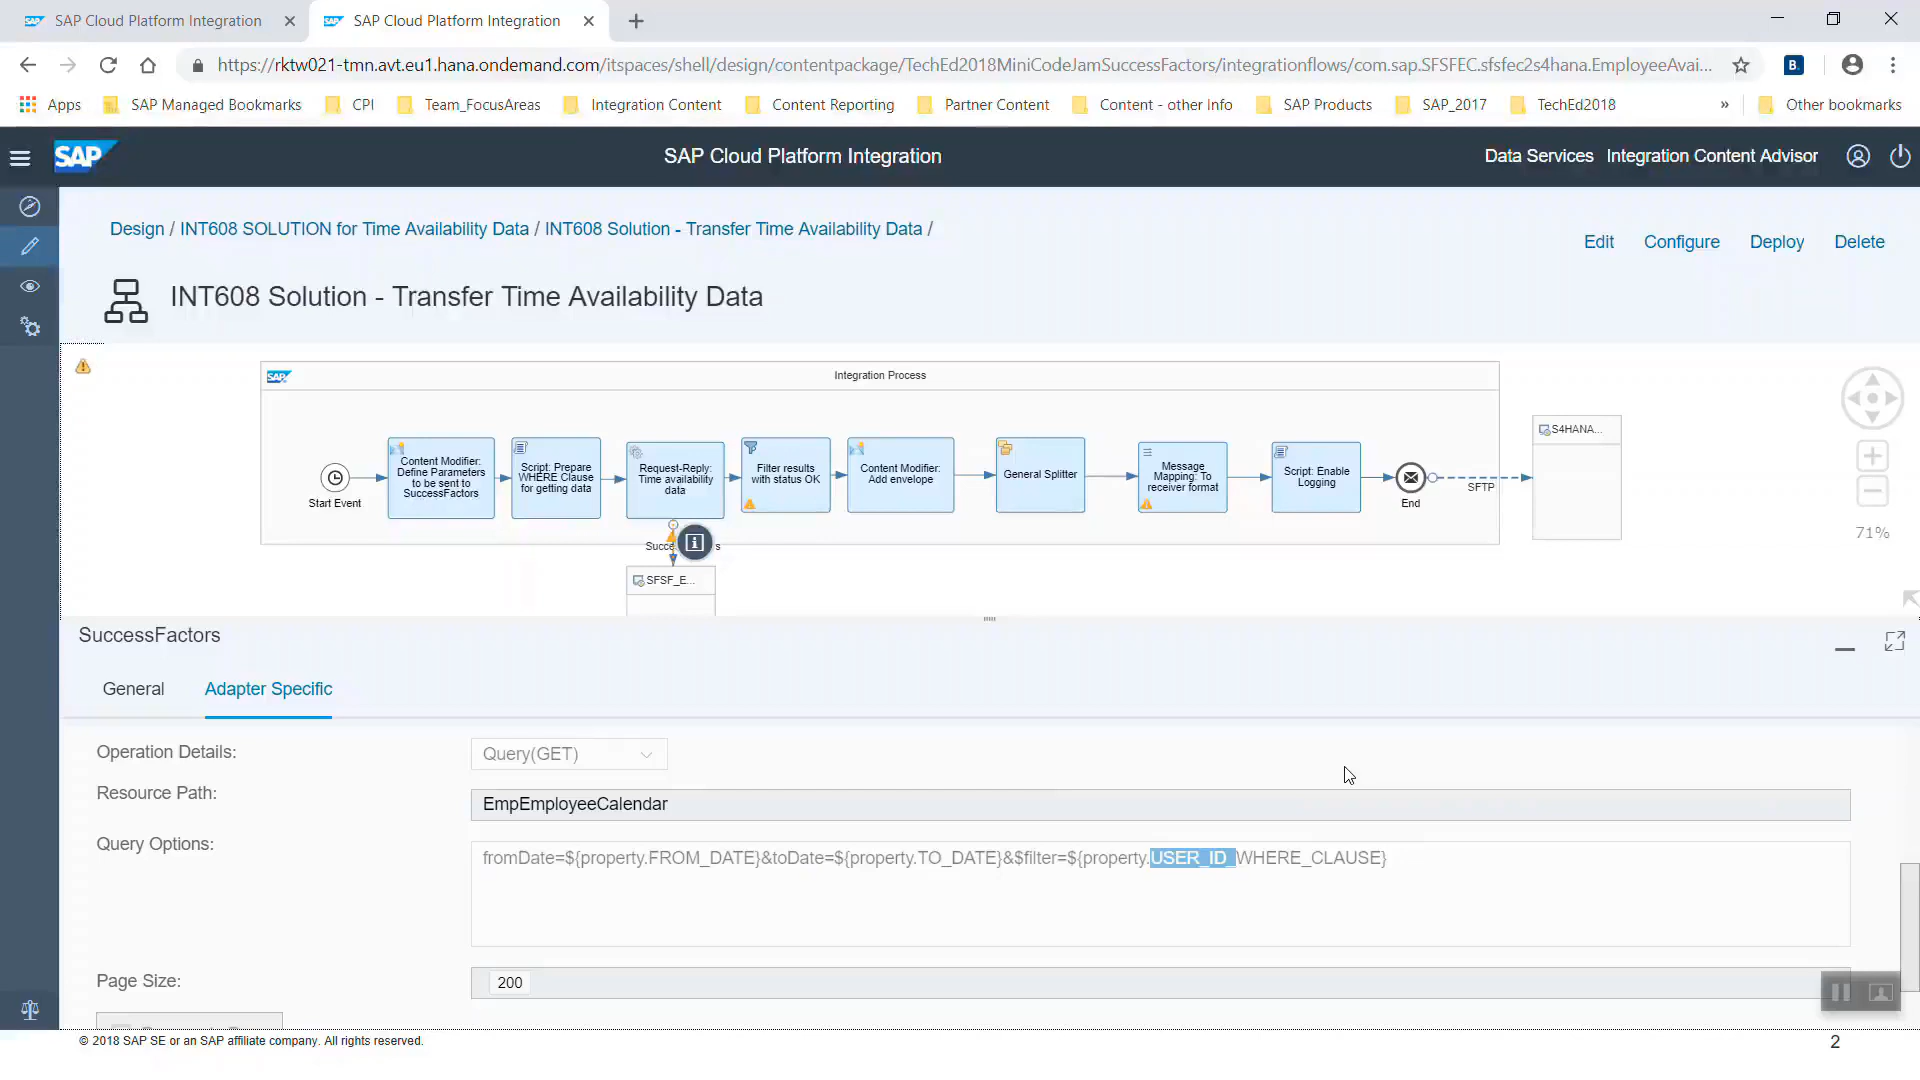 SAP Cloud Platform Integration
SAP Cloud Platform Integration
https://rktw021-tmn.avt.eu1.hana.ondemand.com/itspaces/shell/design/contentpackage/TechEd2018MiniCodeJamSuccessFactors/integrationflows/com.sap.SFSFEC.sfsfec2s4hana.EmployeeAvai...
B.
Apps
SAP Managed Bookmarks
CPI
Team_FocusAreas
Integration Content
Content Reporting
Partner Content
Content - other Info
SAP Products
SAP_2017
TechEd2018
»
Other bookmarks
SAP
SAP Cloud Platform Integration
Data Services
Integration Content Advisor
Design / INT608 SOLUTION for Time Availability Data / INT608 Solution - Transfer Time Availability Data /
Edit
Configure
Deploy
Delete
INT608 Solution - Transfer Time Availability Data
SAP
Integration Process
Start Event
Content Modifier:
Define Parameters
to be sent to
SuccessFactors
Script: Prepare
WHERE Clause
for getting data
Request-Reply:
Time availability
data
Filter results
with status OK
Content Modifier:
Add envelope
General Splitter
Message
Mapping: To
receiver format
Script: Enable
Logging
End
SFTP
S4HANA...
71%
Succe
s
SFSF_E...
SuccessFactors
General
Adapter Specific
Operation Details:
Query(GET)
Resource Path:
EmpEmployeeCalendar
Query Options:
fromDate=${property.FROM_DATE}&toDate=${property.TO_DATE}&$filter=${property.USER_ID_WHERE_CLAUSE}
Page Size:
200
© 2018 SAP SE or an SAP affiliate company. All rights reserved.
2